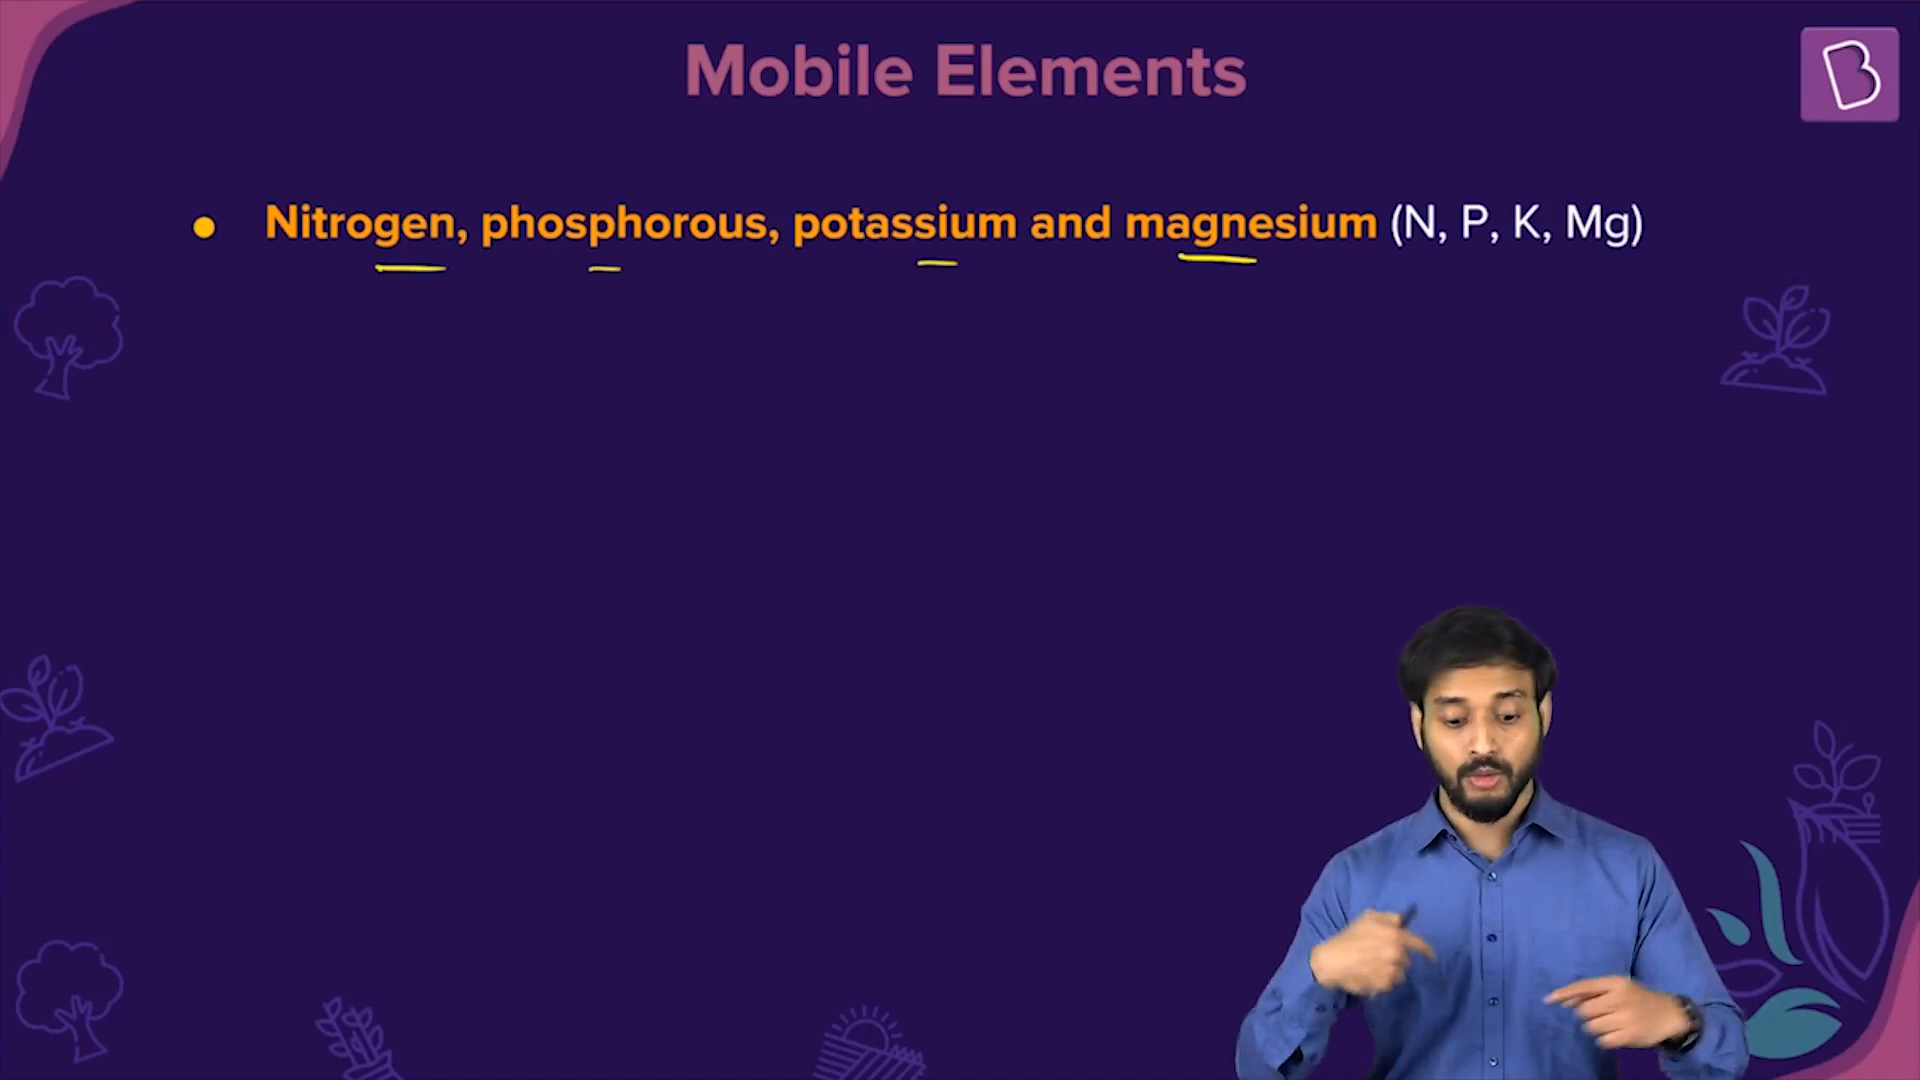 Mobile Elements
B
• Nitrogen, phosphorous, potassium and magnesium (N, P, K, Mg)